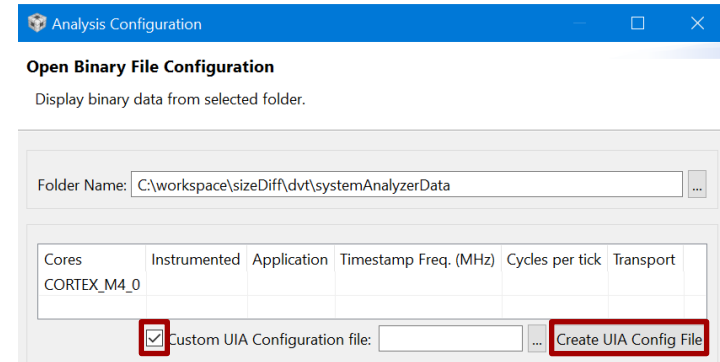 Analysis Configuration
Open Binary File Configuration
Display binary data from selected folder.
Folder Name: C:\workspace\sizeDiff\dvt\systemAnalyzerData ...
Cores Instrumented Application Timestamp Freq. (MHz) Cycles per tick Transport
CORTEX_M4_0
Custom UIA Configuration file: ... Create UIA Config File